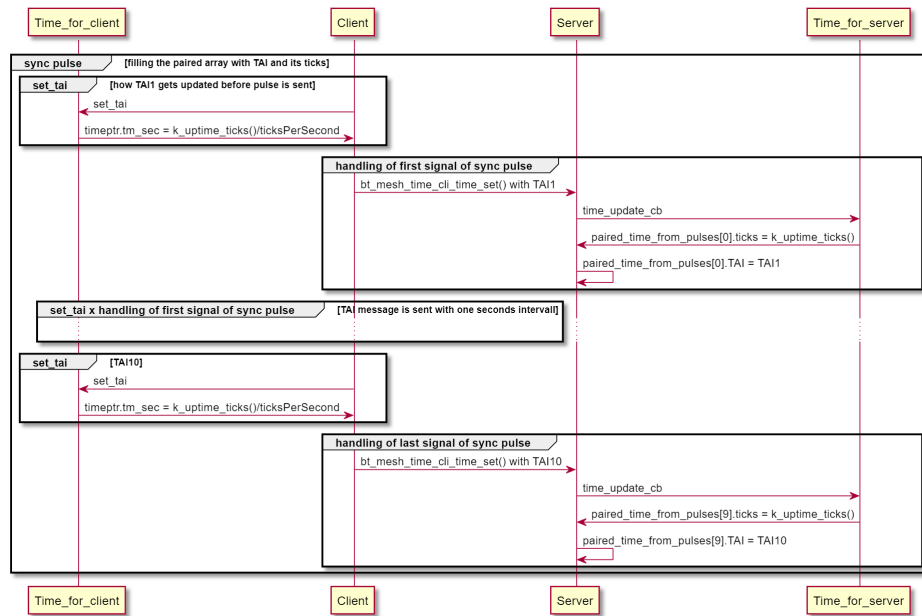 Time_for_client Client Server Time_for_server
sync pulse [filling the paired array with TAI and its ticks]
set_tai [how TAI1 gets updated before pulse is sent]
set_tai
timeptr.tm_sec = k_uptime_ticks()/ticksPerSecond
handling of first signal of sync pulse
bt_mesh_time_cli_time_set() with TAI1
time_update_cb
paired_time_from_pulses[0].ticks = k_uptime_ticks()
paired_time_from_pulses[0].TAI = TAI1
set_tai x handling of first signal of sync pulse [TAI message is sent with one seconds intervall]
set_tai [TAI10]
set_tai
timeptr.tm_sec = k_uptime_ticks()/ticksPerSecond
handling of last signal of sync pulse
bt_mesh_time_cli_time_set() with TAI10
time_update_cb
paired_time_from_pulses[9].ticks = k_uptime_ticks()
paired_time_from_pulses[9].TAI = TAI10
Time_for_client Client Server Time_for_server